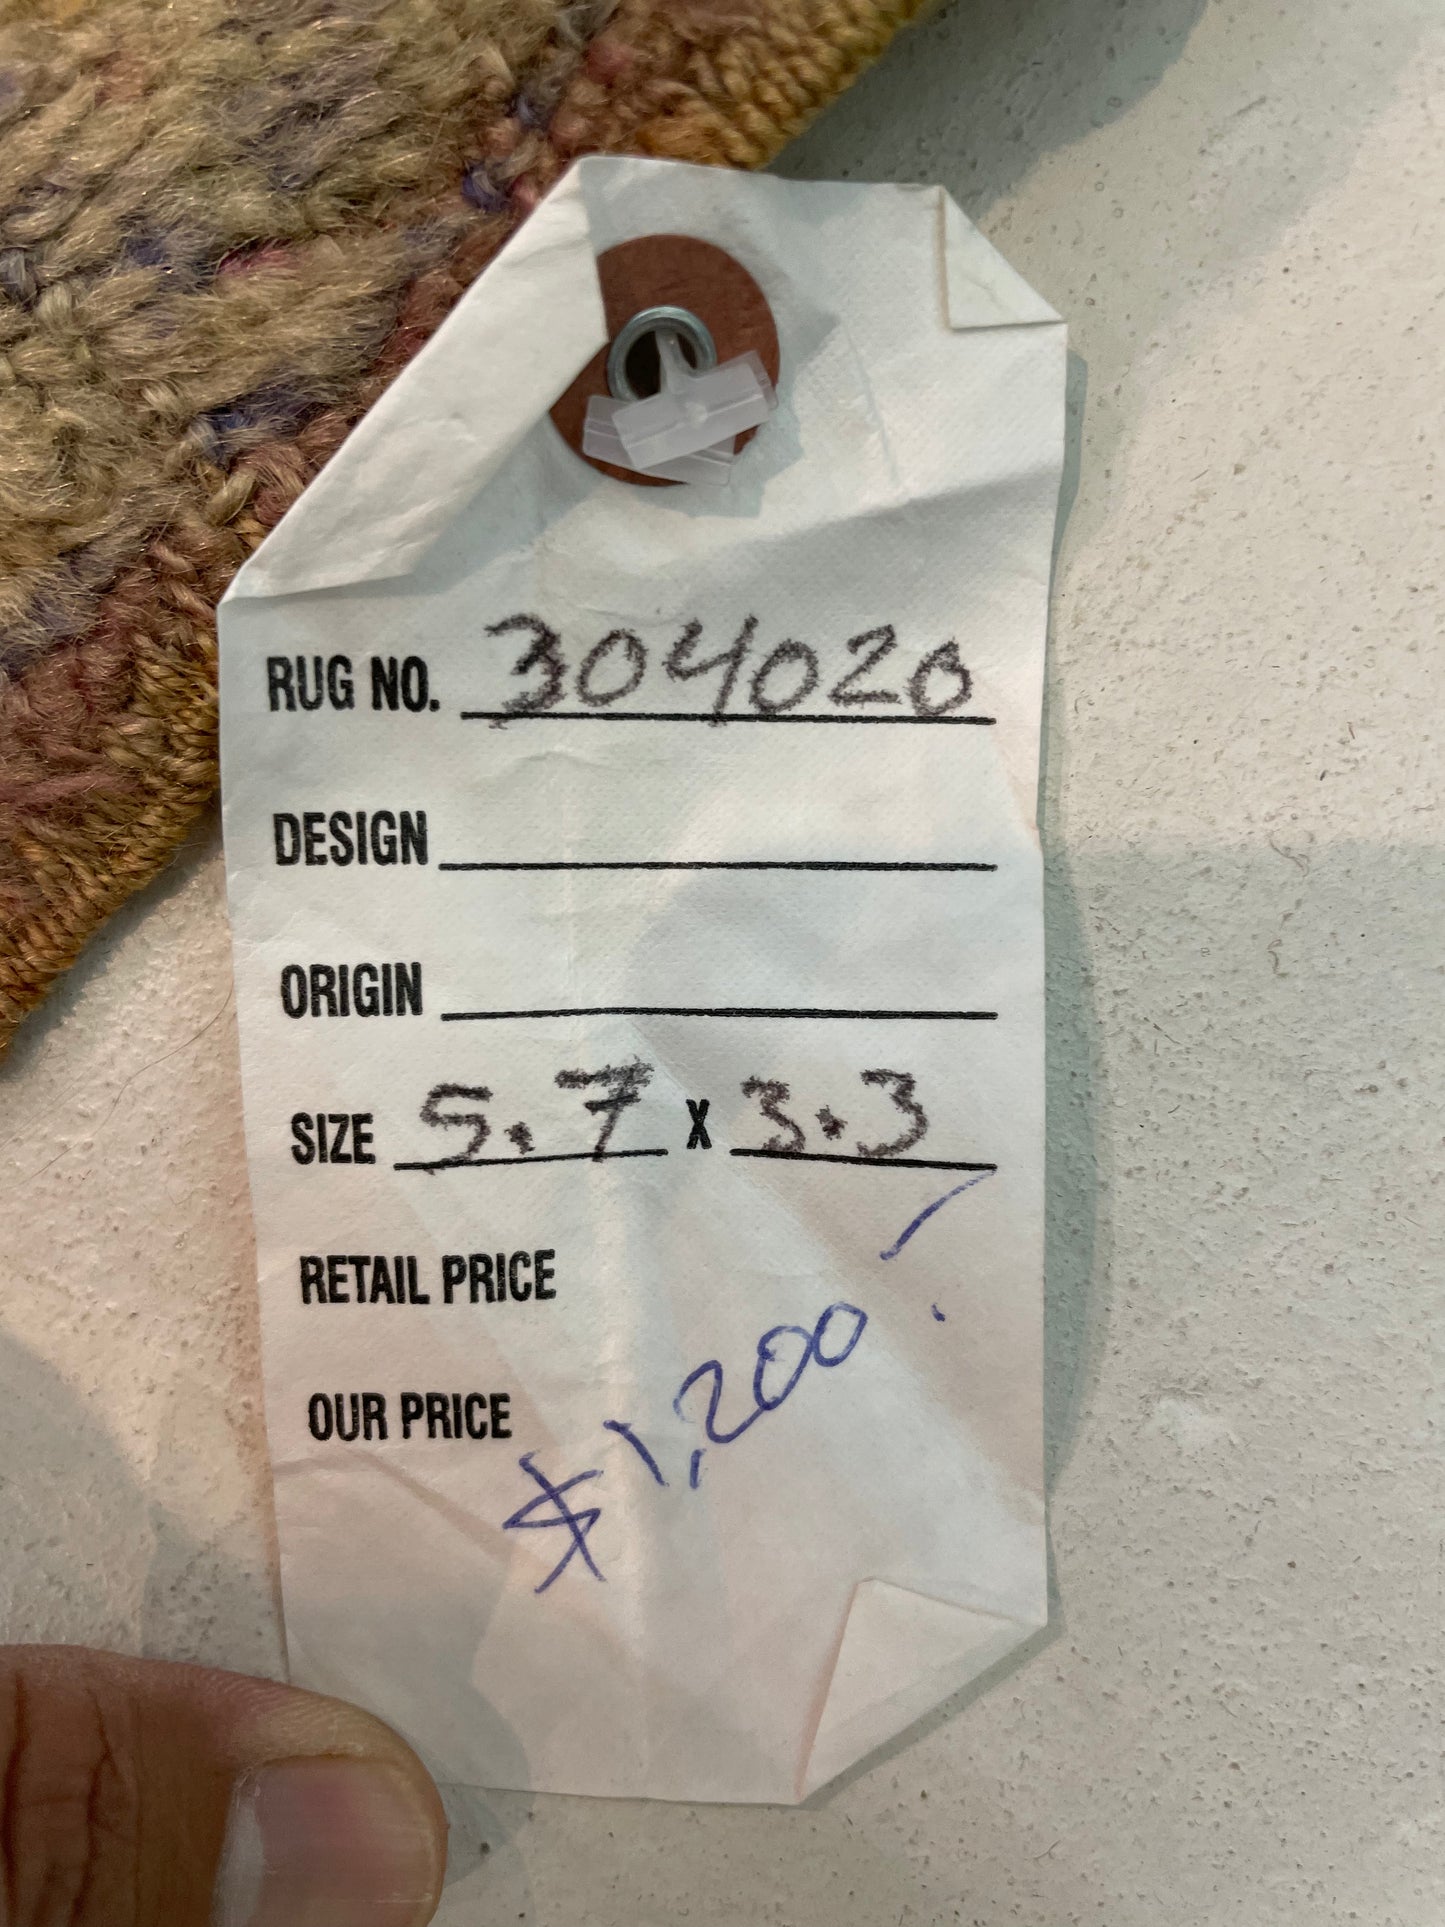 RUG NO. 304020
DESIGN
ORIGIN
SIZE 5.7 X 3.3
RETAIL PRICE
OUR PRICE $1,200.-